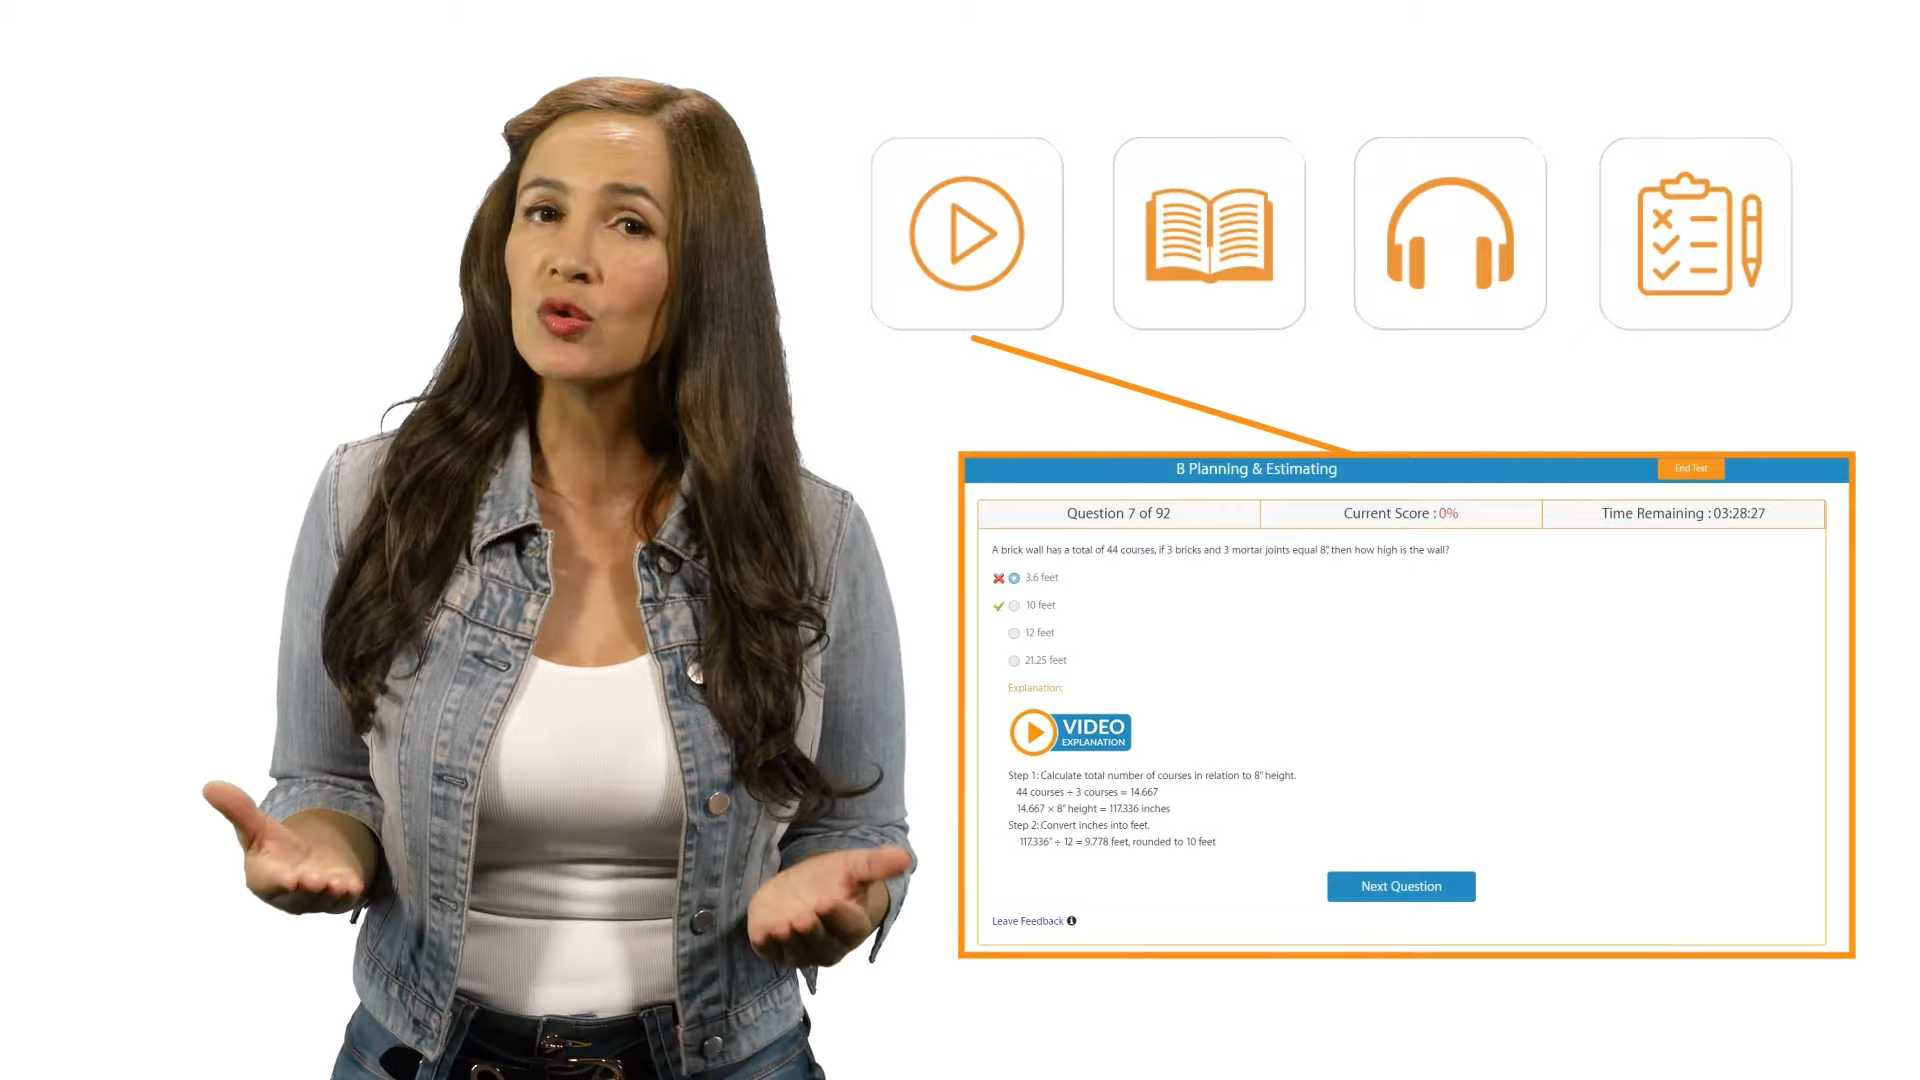 B Planning & Estimating
End Test
Question 7 of 92
Current Score : 0%
Time Remaining : 03:28:27
A brick wall has a total of 44 courses, if 3 bricks and 3 mortar joints equal 8", then how high is the wall?
3.6 feet
10 feet
12 feet
21.25 feet
Explanation:
VIDEO
EXPLANATION
Step 1: Calculate total number of courses in relation to 8" height.
44 courses ÷ 3 courses = 14.667
14.667 × 8" height = 117.336 inches
Step 2: Convert inches into feet.
117.336" ÷ 12 = 9.778 feet, rounded to 10 feet
Next Question
Leave Feedback